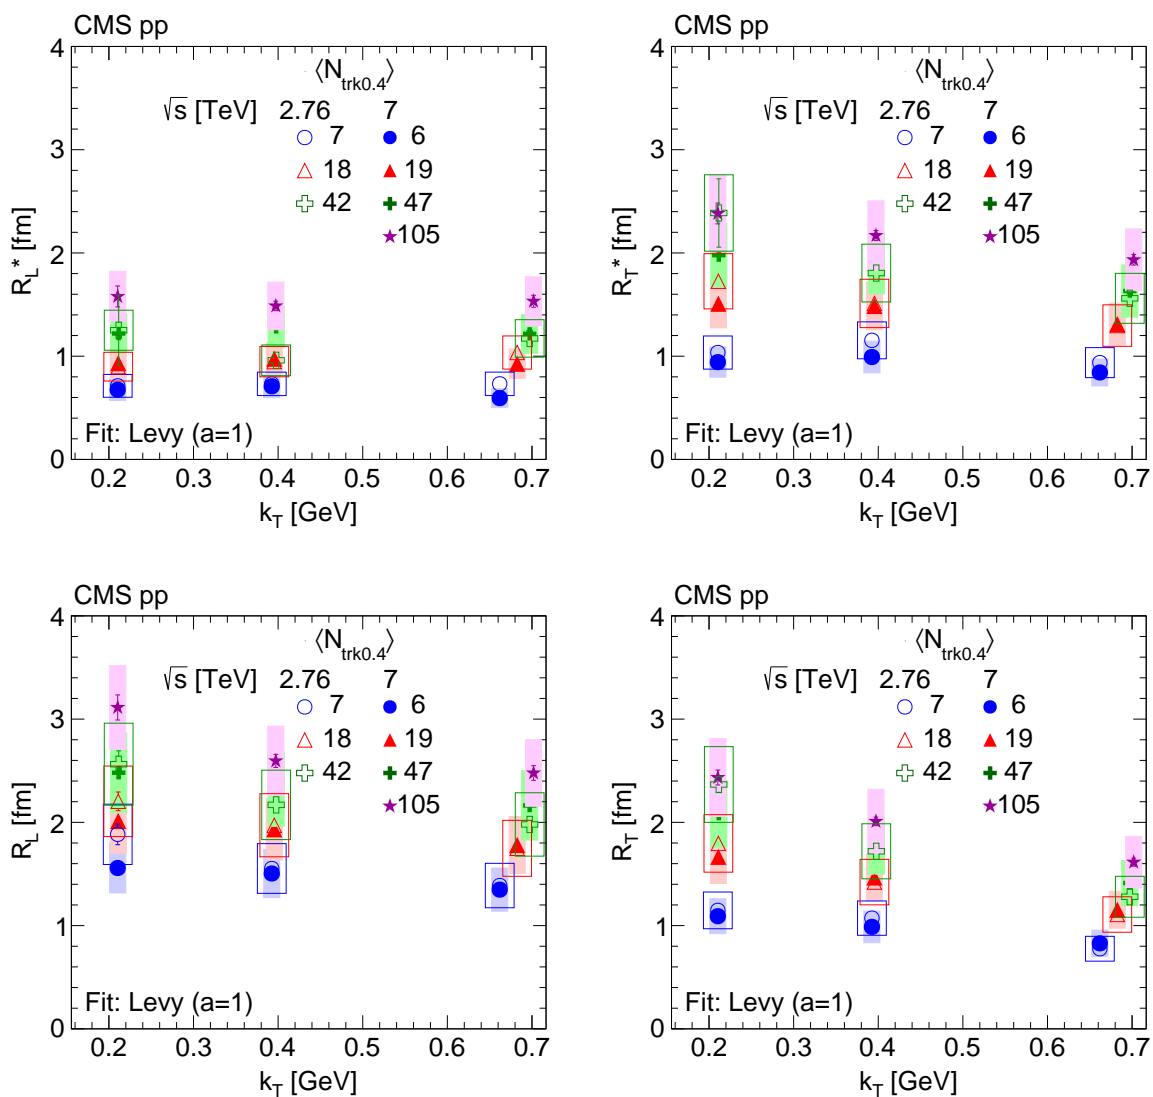 CMS pp
⟨N_trk0.4⟩
√s [TeV] 2.76 7
7 6
18 19
42 47
105
Fit: Levy (a=1)
R_L* [fm]
0 1 2 3 4
0.2 0.3 0.4 0.5 0.6 0.7
k_T [GeV]
CMS pp
⟨N_trk0.4⟩
√s [TeV] 2.76 7
7 6
18 19
42 47
105
Fit: Levy (a=1)
R_T* [fm]
0 1 2 3 4
0.2 0.3 0.4 0.5 0.6 0.7
k_T [GeV]
CMS pp
⟨N_trk0.4⟩
√s [TeV] 2.76 7
7 6
18 19
42 47
105
Fit: Levy (a=1)
R_L [fm]
0 1 2 3 4
0.2 0.3 0.4 0.5 0.6 0.7
k_T [GeV]
CMS pp
⟨N_trk0.4⟩
√s [TeV] 2.76 7
7 6
18 19
42 47
105
Fit: Levy (a=1)
R_T [fm]
0 1 2 3 4
0.2 0.3 0.4 0.5 0.6 0.7
k_T [GeV]